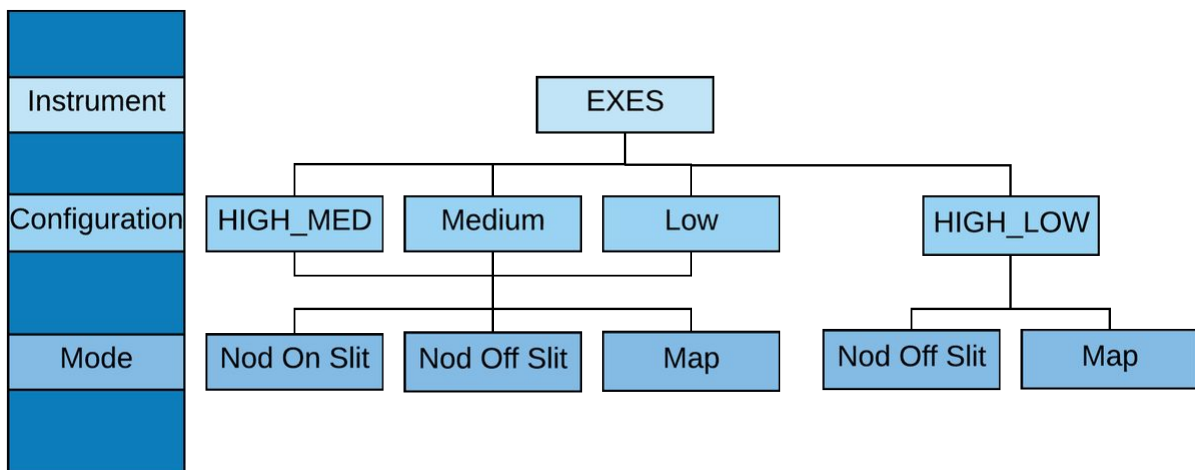 Instrument
EXES
Configuration
HIGH_MED
Medium
Low
HIGH_LOW
Mode
Nod On Slit
Nod Off Slit
Map
Nod Off Slit
Map